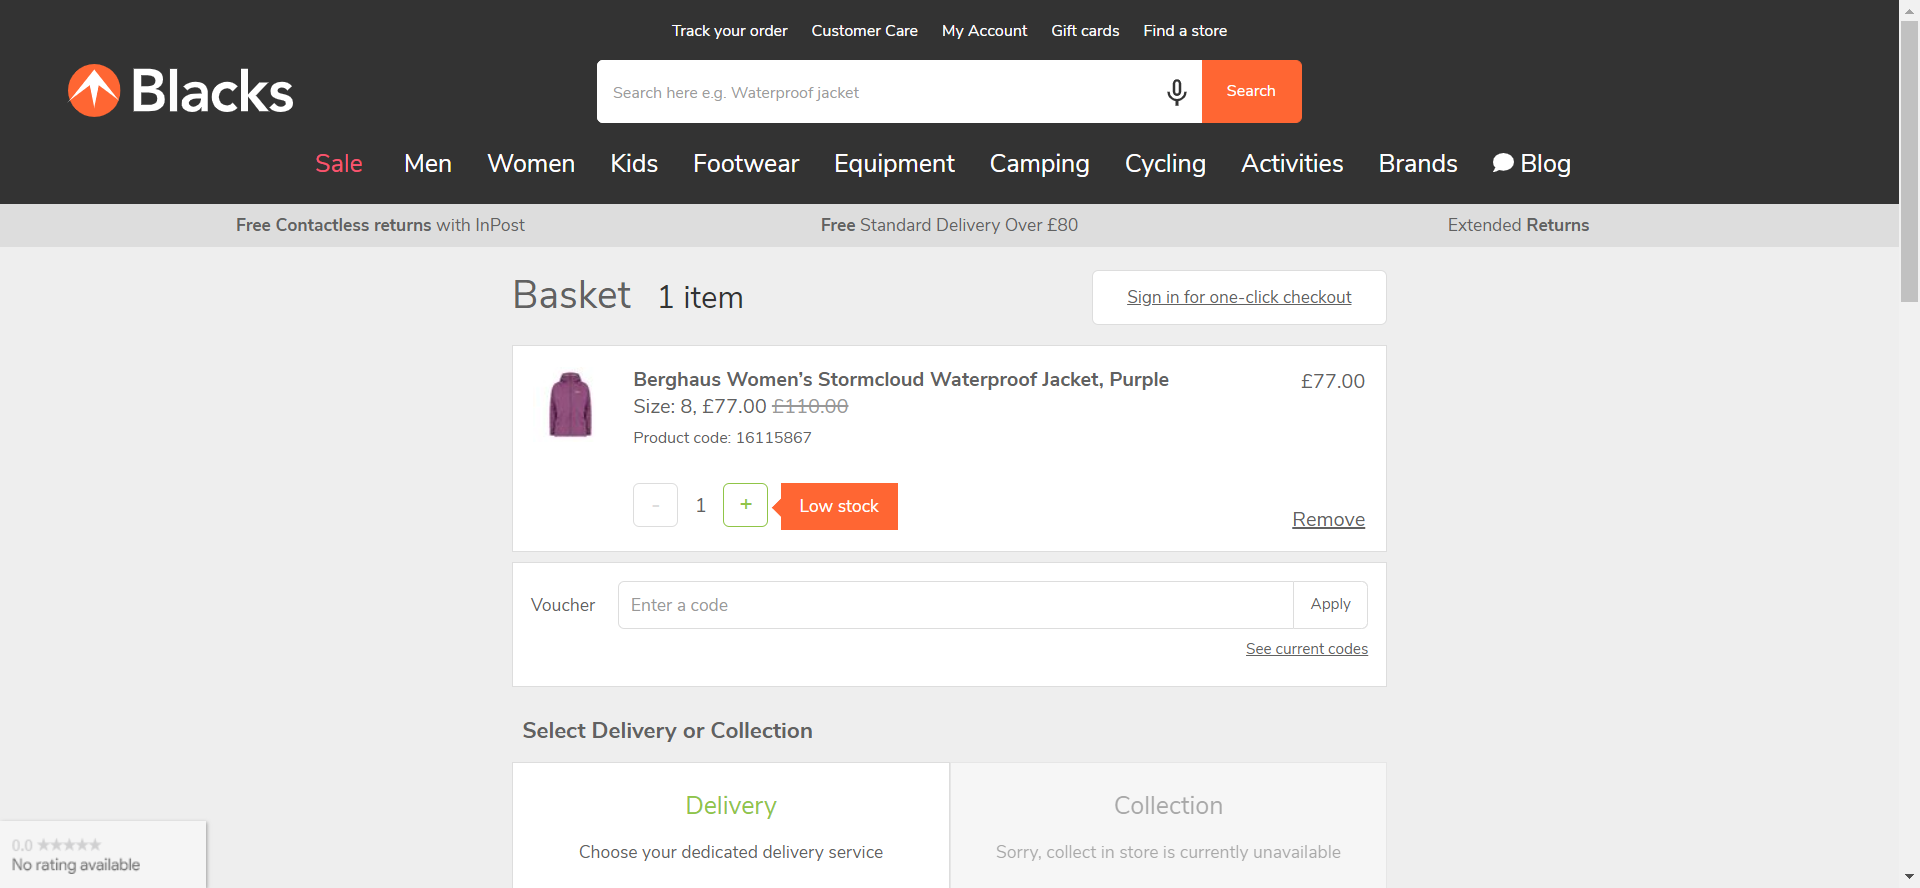 Track your order Customer Care My Account Gift cards Find a store
Blacks
Search here e.g. Waterproof jacket
Search
Sale Men Women Kids Footwear Equipment Camping Cycling Activities Brands Blog
Free Contactless returns with InPost
Free Standard Delivery Over £80
Extended Returns
Basket 1 item
Sign in for one-click checkout
Berghaus Women’s Stormcloud Waterproof Jacket, Purple
£77.00
Size: 8, £77.00 £110.00
Product code: 16115867
- 1 + Low stock
Remove
Voucher Enter a code Apply
See current codes
Select Delivery or Collection
Delivery
Choose your dedicated delivery service
Collection
Sorry, collect in store is currently unavailable
0.0 ★★★★★
No rating available